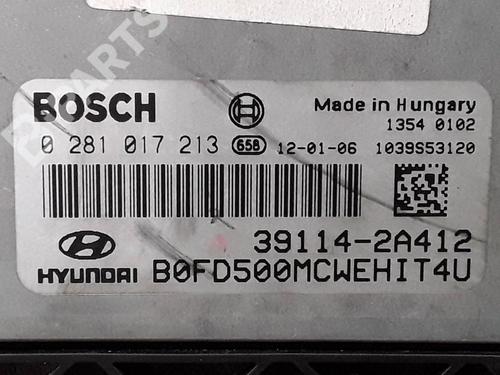 BOSCH
Made in Hungary
1354 0102
0 281 017 213 658 12-01-06 1039S53120
39114-2A412
HYUNDAI B0FD500MCWEHIT4U